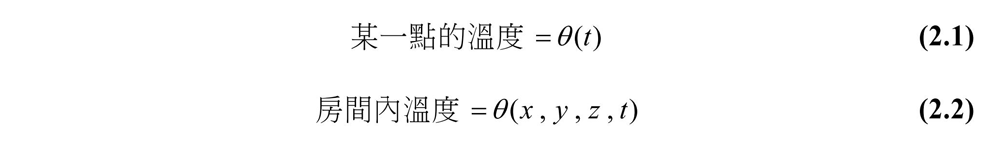 某一點的溫度 =θ(t) (2.1)
房間內溫度 =θ(x , y , z , t) (2.2)